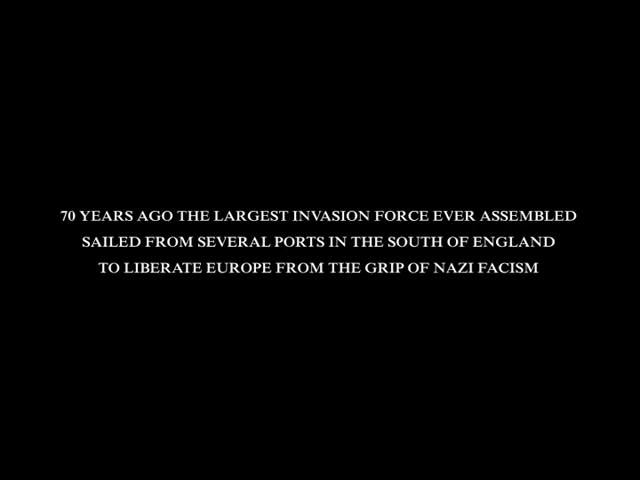 70 YEARS AGO THE LARGEST INVASION FORCE EVER ASSEMBLED
SAILED FROM SEVERAL PORTS IN THE SOUTH OF ENGLAND
TO LIBERATE EUROPE FROM THE GRIP OF NAZI FACISM